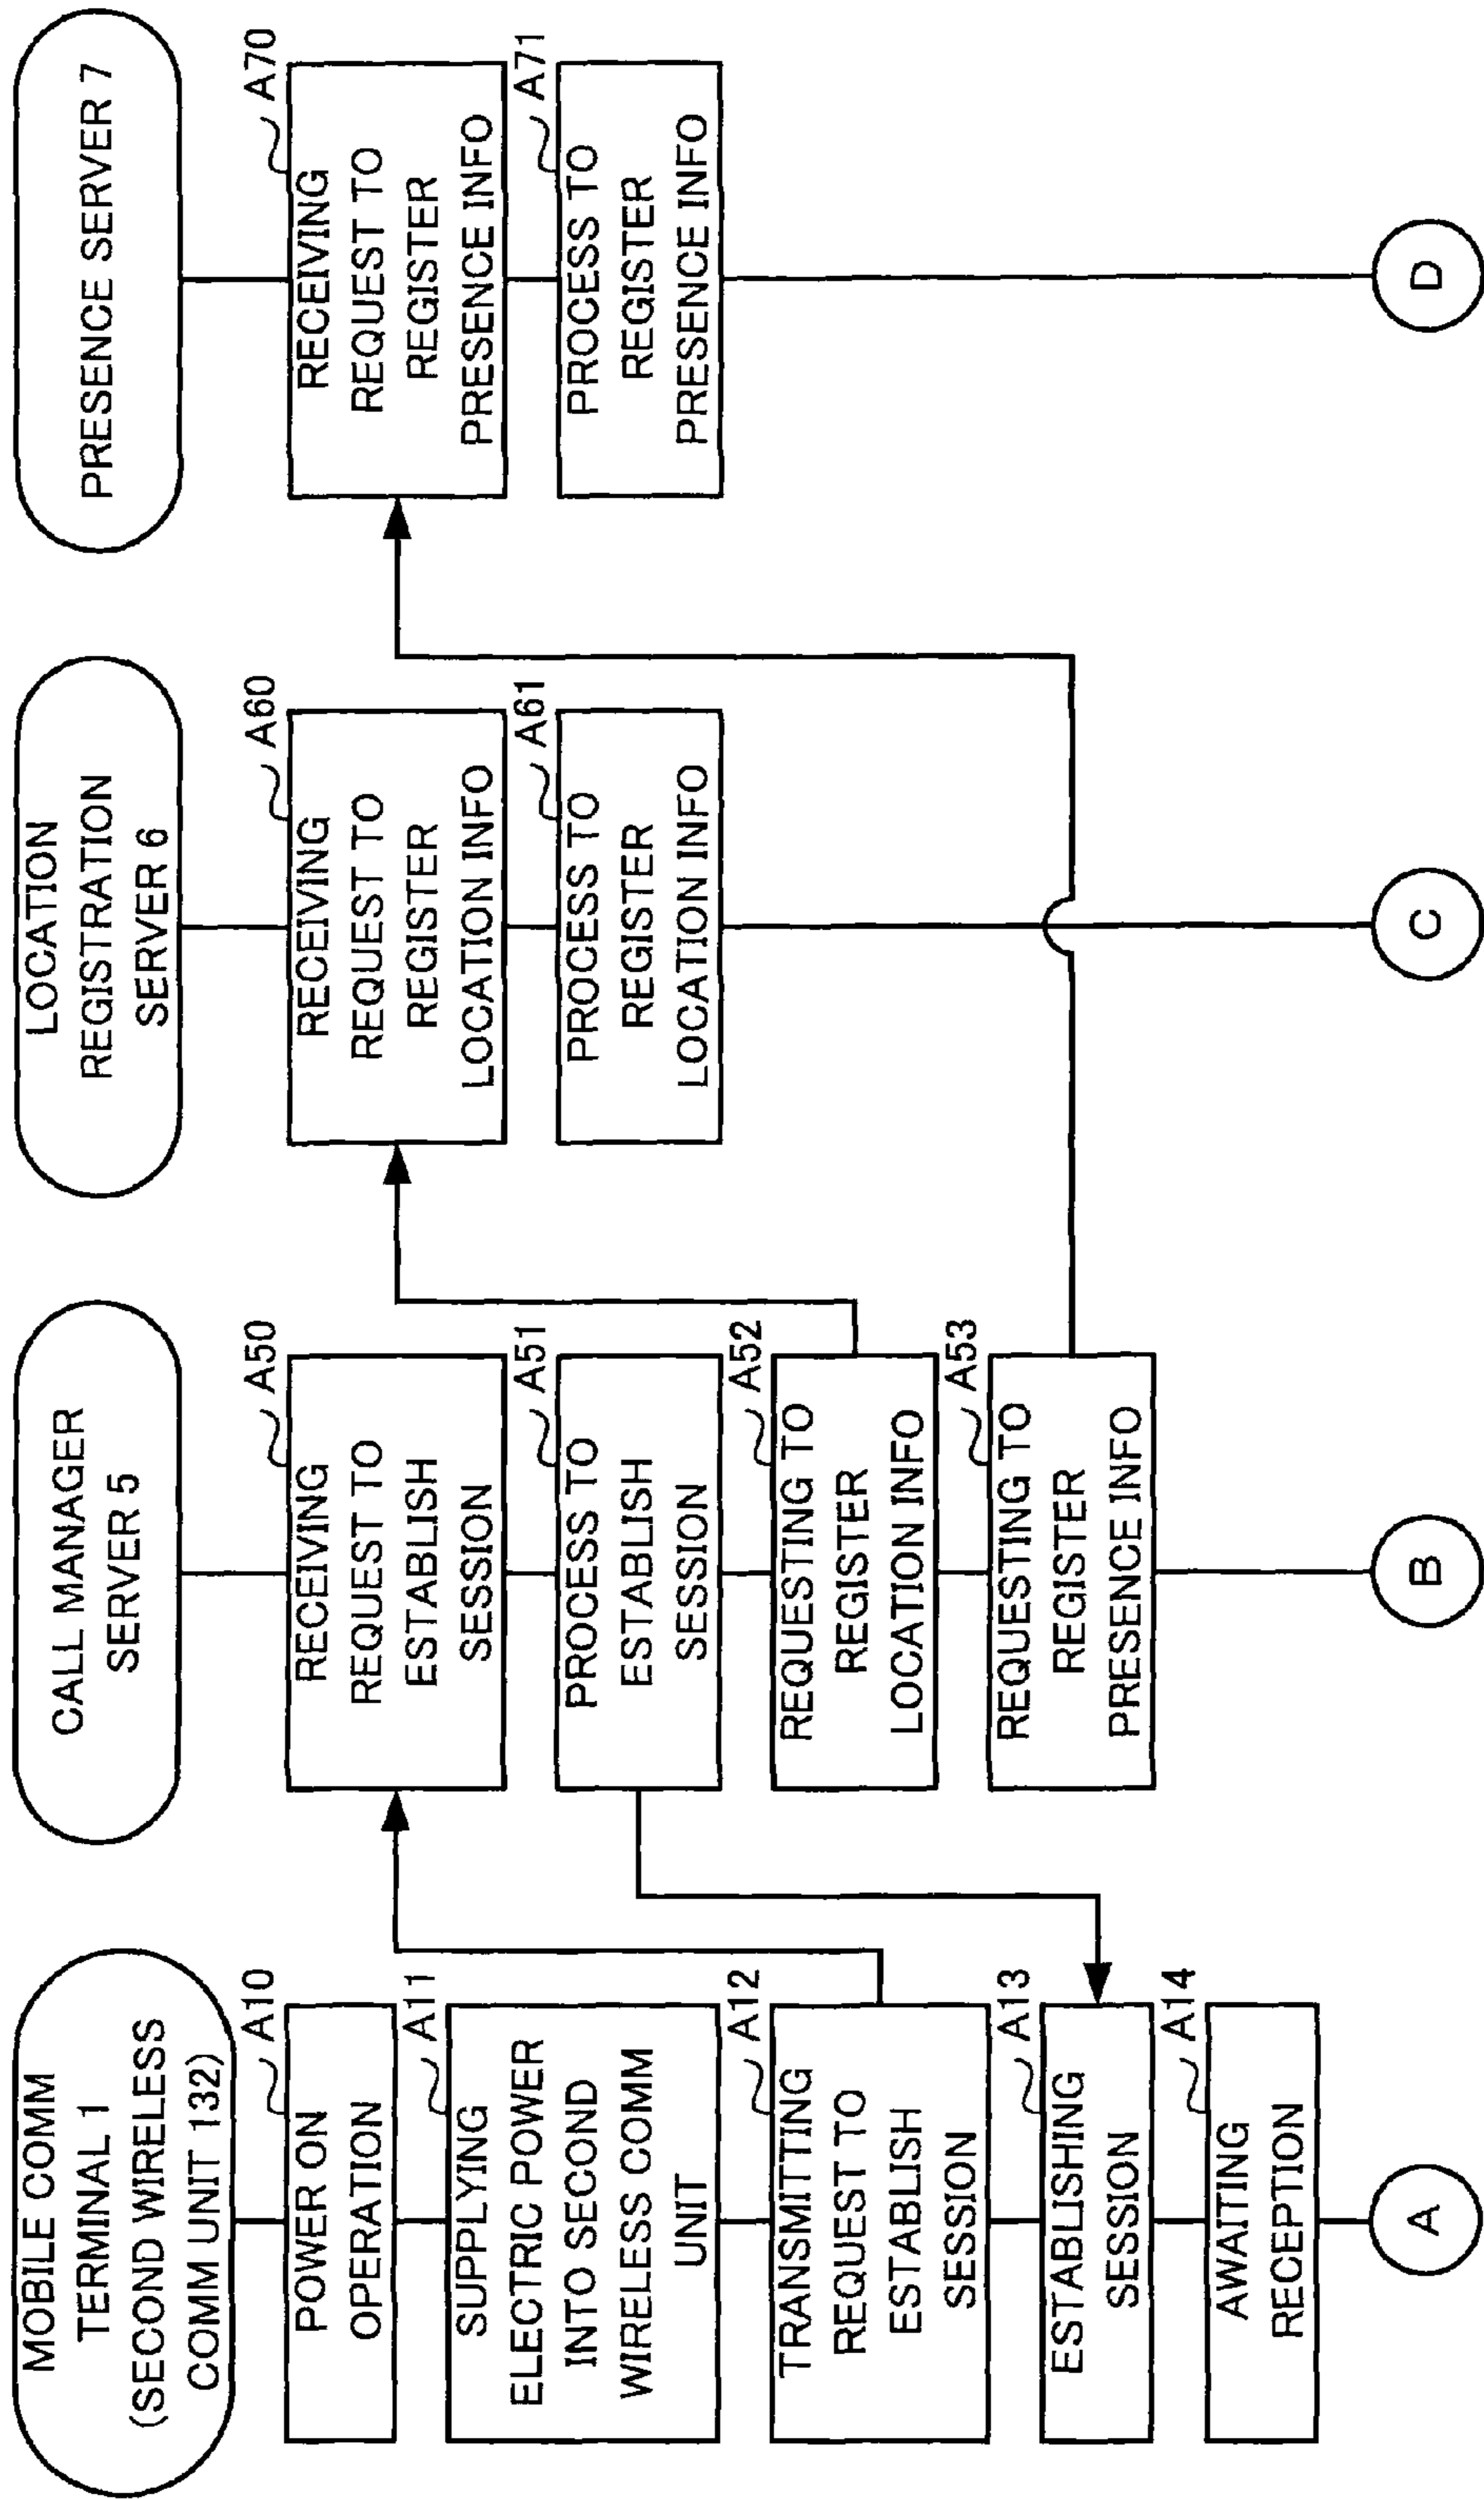 MOBILE COMM
TERMINAL 1
(SECOND WIRELESS
COMM UNIT 132)
A10
POWER ON
OPERATION
A11
SUPPLYING
ELECTRIC POWER
INTO SECOND
WIRELESS COMM
UNIT
A12
TRANSMITTING
REQUEST TO
ESTABLISH
SESSION
A13
ESTABLISHING
SESSION
A14
AWAITING
RECEPTION
A
CALL MANAGER
SERVER 5
A50
RECEIVING
REQUEST TO
ESTABLISH
SESSION
A51
PROCESS TO
ESTABLISH
SESSION
A52
REQUESTING TO
REGISTER
LOCATION INFO
A53
REQUESTING TO
REGISTER
PRESENCE INFO
B
LOCATION
REGISTRATION
SERVER 6
A60
RECEIVING
REQUEST TO
REGISTER
LOCATION INFO
A61
PROCESS TO
REGISTER
LOCATION INFO
C
PRESENCE SERVER 7
A70
RECEIVING
REQUEST TO
REGISTER
PRESENCE INFO
A71
PROCESS TO
REGISTER
PRESENCE INFO
D